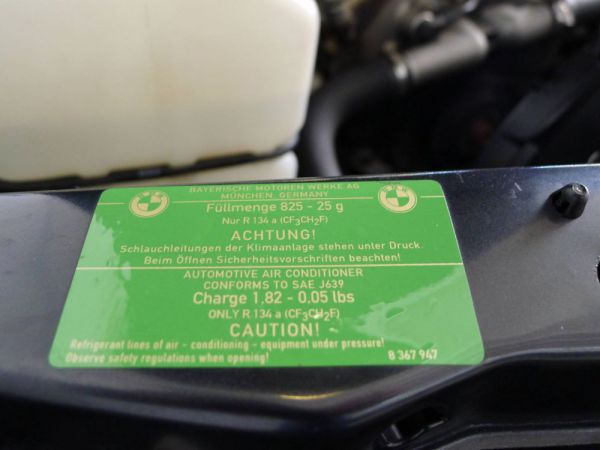 BAYERISCHE MOTOREN WERKE AG
MÜNCHEN, GERMANY
Füllmenge 825 - 25 g
Nur R 134 a (CF3CH2F)
ACHTUNG!
Schlauchleitungen der Klimaanlage stehen unter Druck.
Beim Öffnen Sicherheitsvorschriften beachten!
AUTOMOTIVE AIR CONDITIONER
CONFORMS TO SAE J639
Charge 1,82 - 0.05 lbs
ONLY R 134 a (CF3CH2F)
CAUTION!
Refrigerant lines of air - conditioning - equipment under pressure!
Observe safety regulations when opening!
8 367 947